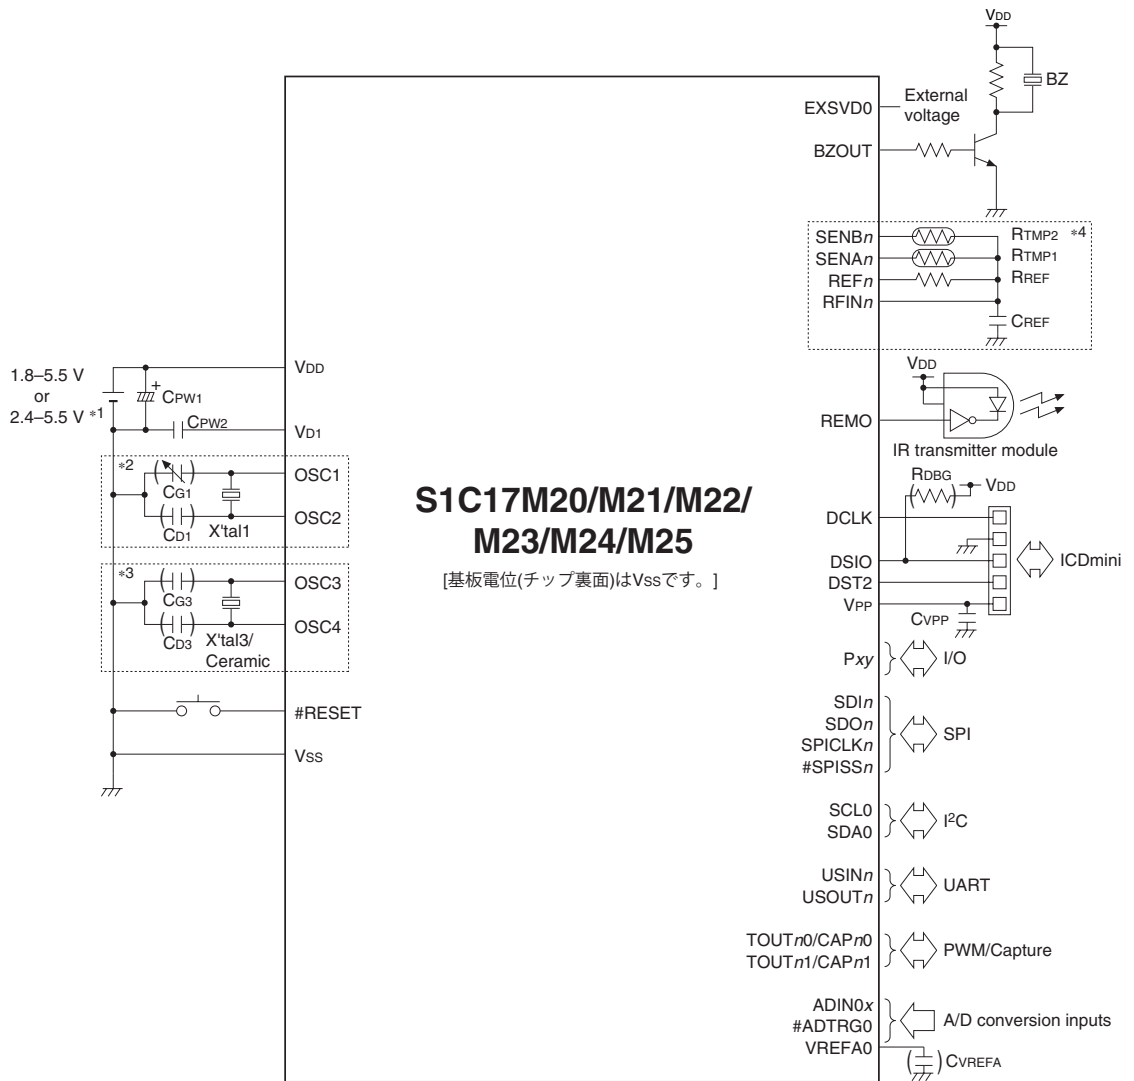 VDD
BZ
EXSVD0
External
voltage
BZOUT
SENBn
RTMP2
*4
SENAn
RTMP1
REFn
RREF
RFINn
CREF
1.8–5.5 V
or
2.4–5.5 V *1
+
CPW1
VDD
CPW2
VD1
VDD
REMO
IR transmitter module
*2
CG1
OSC1
CD1
X'tal1
OSC2
*3
CG3
OSC3
CD3
X'tal3/
Ceramic
OSC4
#RESET
VSS
S1C17M20/M21/M22/
M23/M24/M25
[基板電位(チップ裏面)はVSSです。]
RDBG
VDD
DCLK
DSIO
ICDmini
DST2
VPP
CVPP
Pxy
I/O
SDIn
SDOn
SPICLKn
#SPISSn
SPI
SCL0
SDA0
I²C
USINn
USOUTn
UART
TOUTn0/CAPn0
TOUTn1/CAPn1
PWM/Capture
ADIN0x
#ADTRG0
A/D conversion inputs
VREFA0
CVREFA